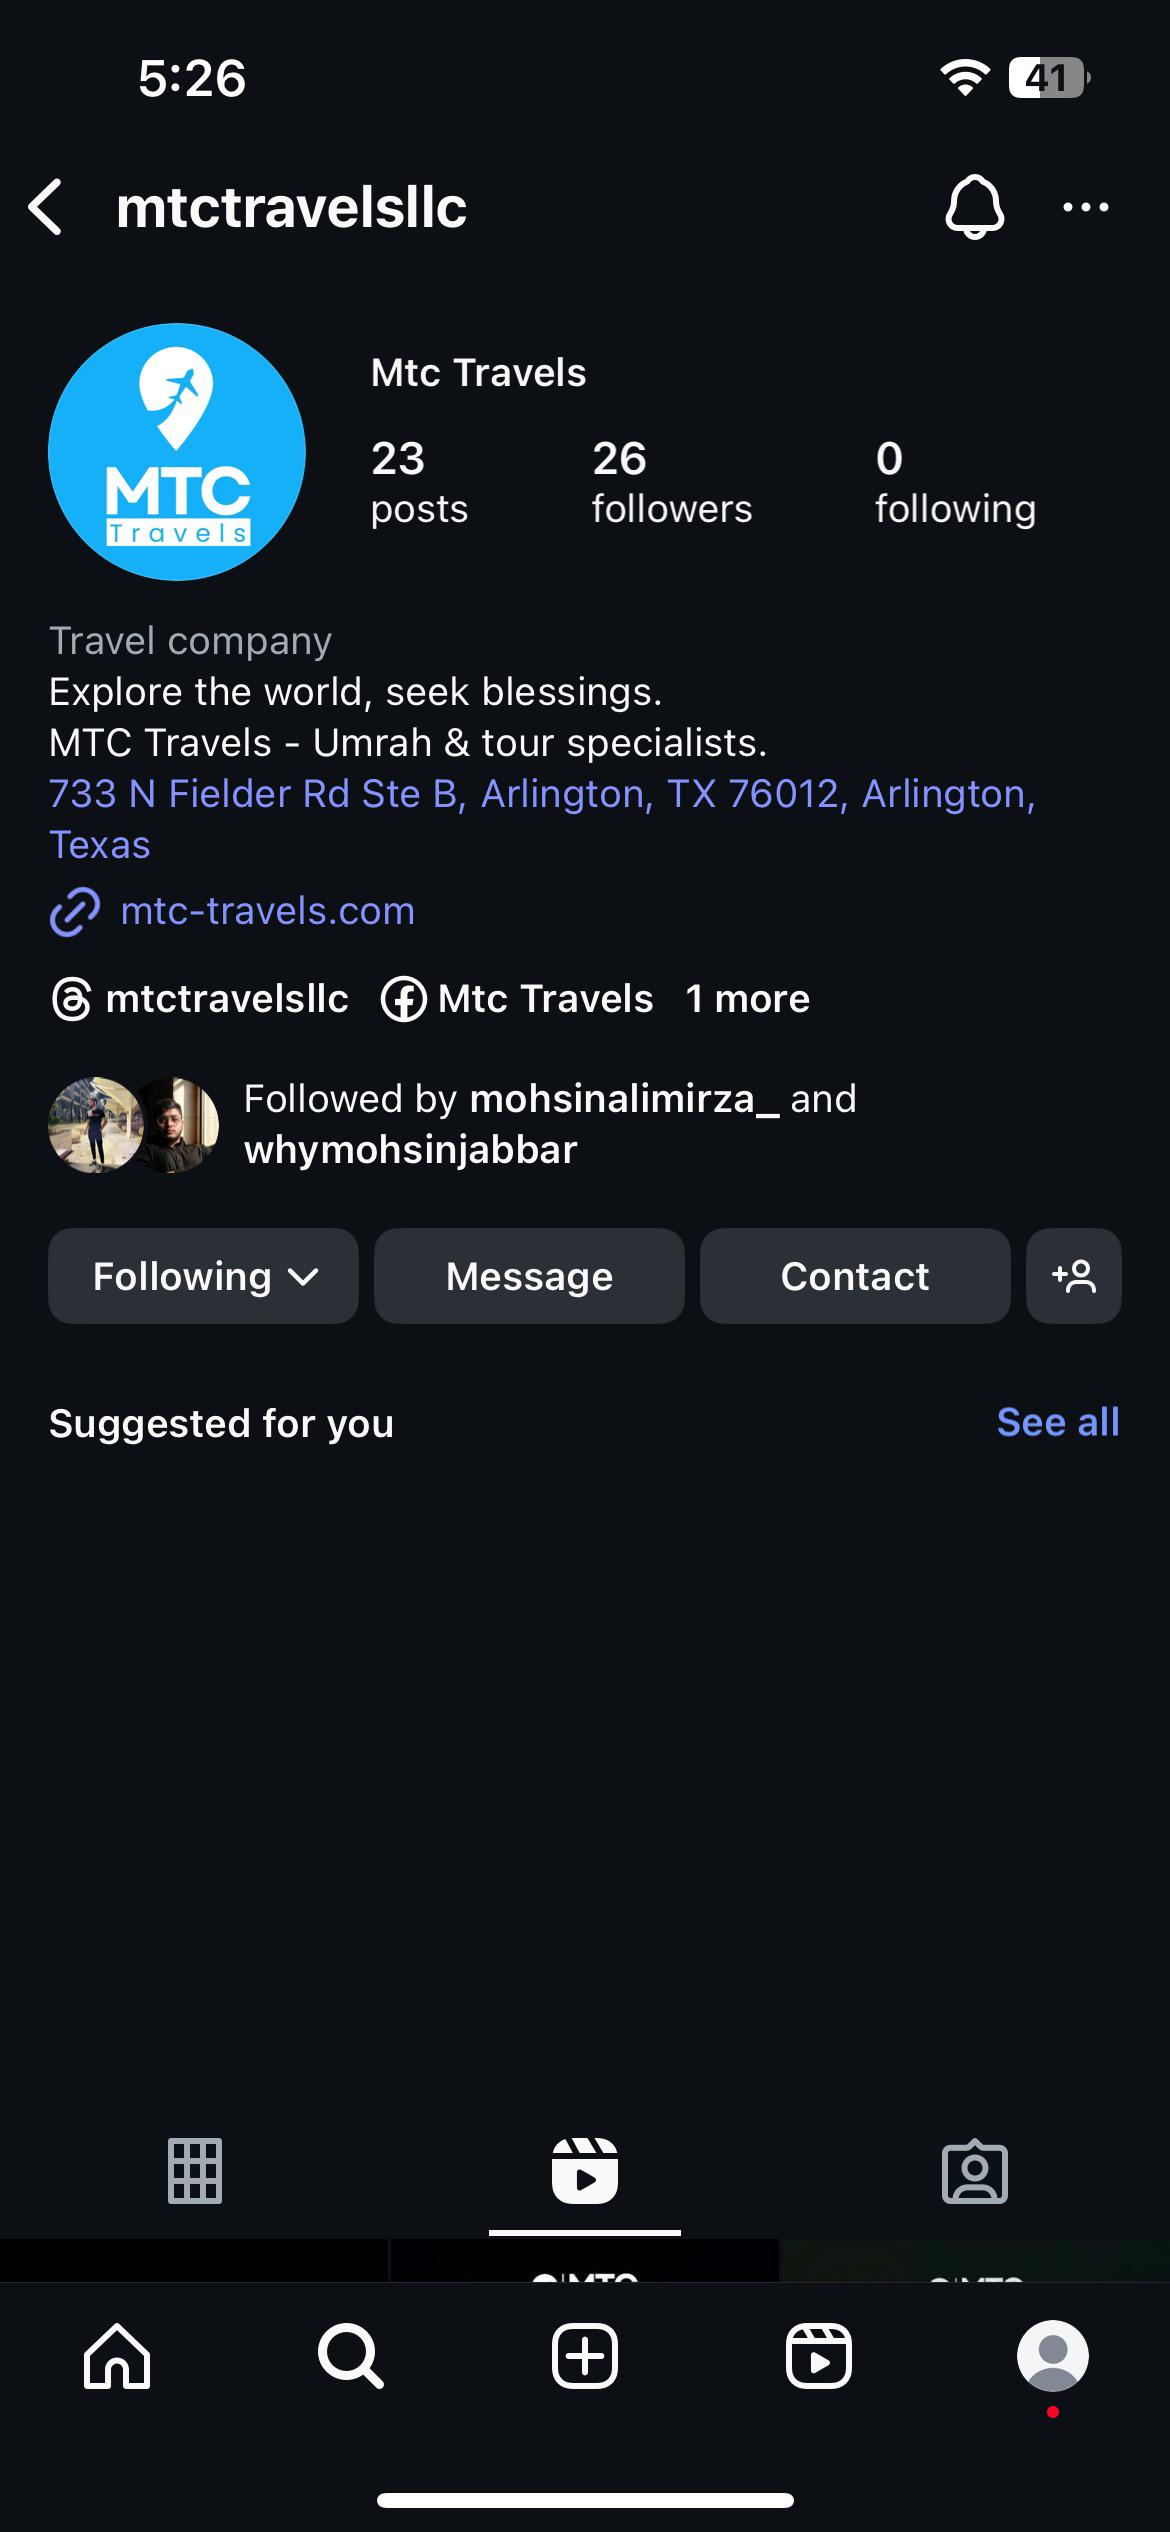 5:26
41
mtctravelsllc
MTC
Travels
Mtc Travels
23
posts
26
followers
0
following
Travel company
Explore the world, seek blessings.
MTC Travels - Umrah & tour specialists.
733 N Fielder Rd Ste B, Arlington, TX 76012, Arlington,
Texas
mtc-travels.com
mtctravelsllc Mtc Travels 1 more
Followed by mohsinalimirza_ and
whymohsinjabbar
Following
Message
Contact
Suggested for you
See all